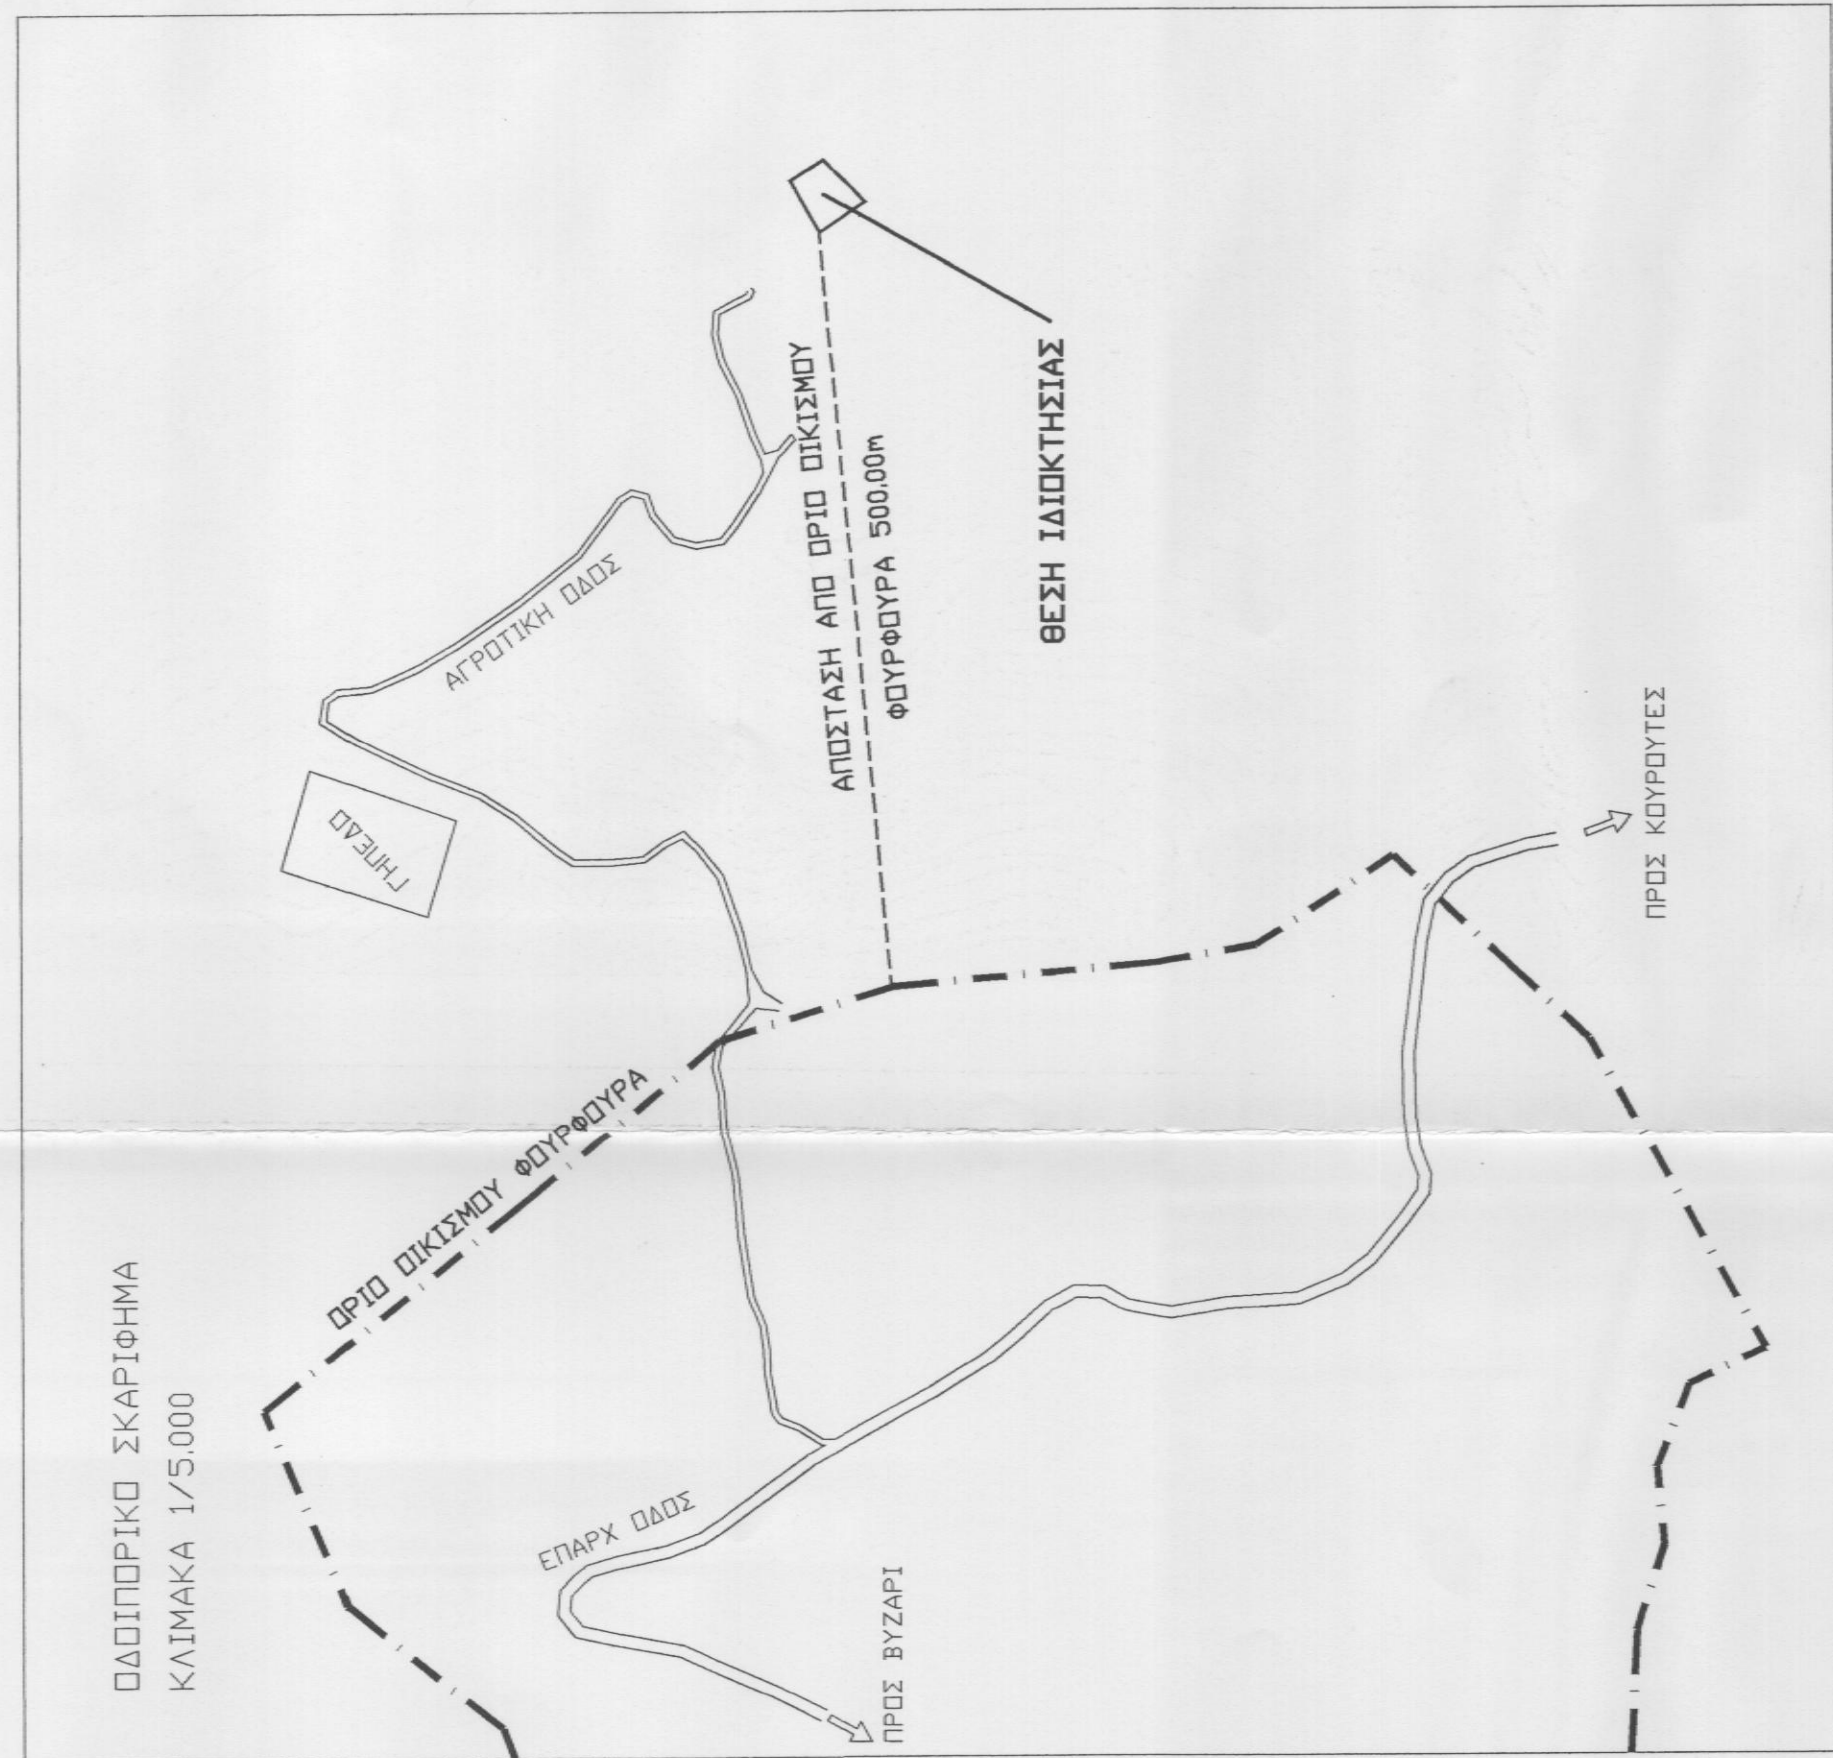 ΟΔΟΙΠΟΡΙΚΟ ΣΚΑΡΙΦΗΜΑ
ΚΛΙΜΑΚΑ 1/5.000
ΟΡΙΟ ΟΙΚΙΣΜΟΥ ΦΟΥΡΦΟΥΡΑ
ΓΗΠΕΔΟ
ΑΓΡΟΤΙΚΗ ΟΔΟΣ
ΕΠΑΡΧ ΟΔΟΣ
ΠΡΟΣ ΒΥΖΑΡΙ
ΑΠΟΣΤΑΣΗ ΑΠΟ ΟΡΙΟ ΟΙΚΙΣΜΟΥ
ΦΟΥΡΦΟΥΡΑ 500.00m
ΘΕΣΗ ΙΔΙΟΚΤΗΣΙΑΣ
ΠΡΟΣ ΚΟΥΡΟΥΤΕΣ